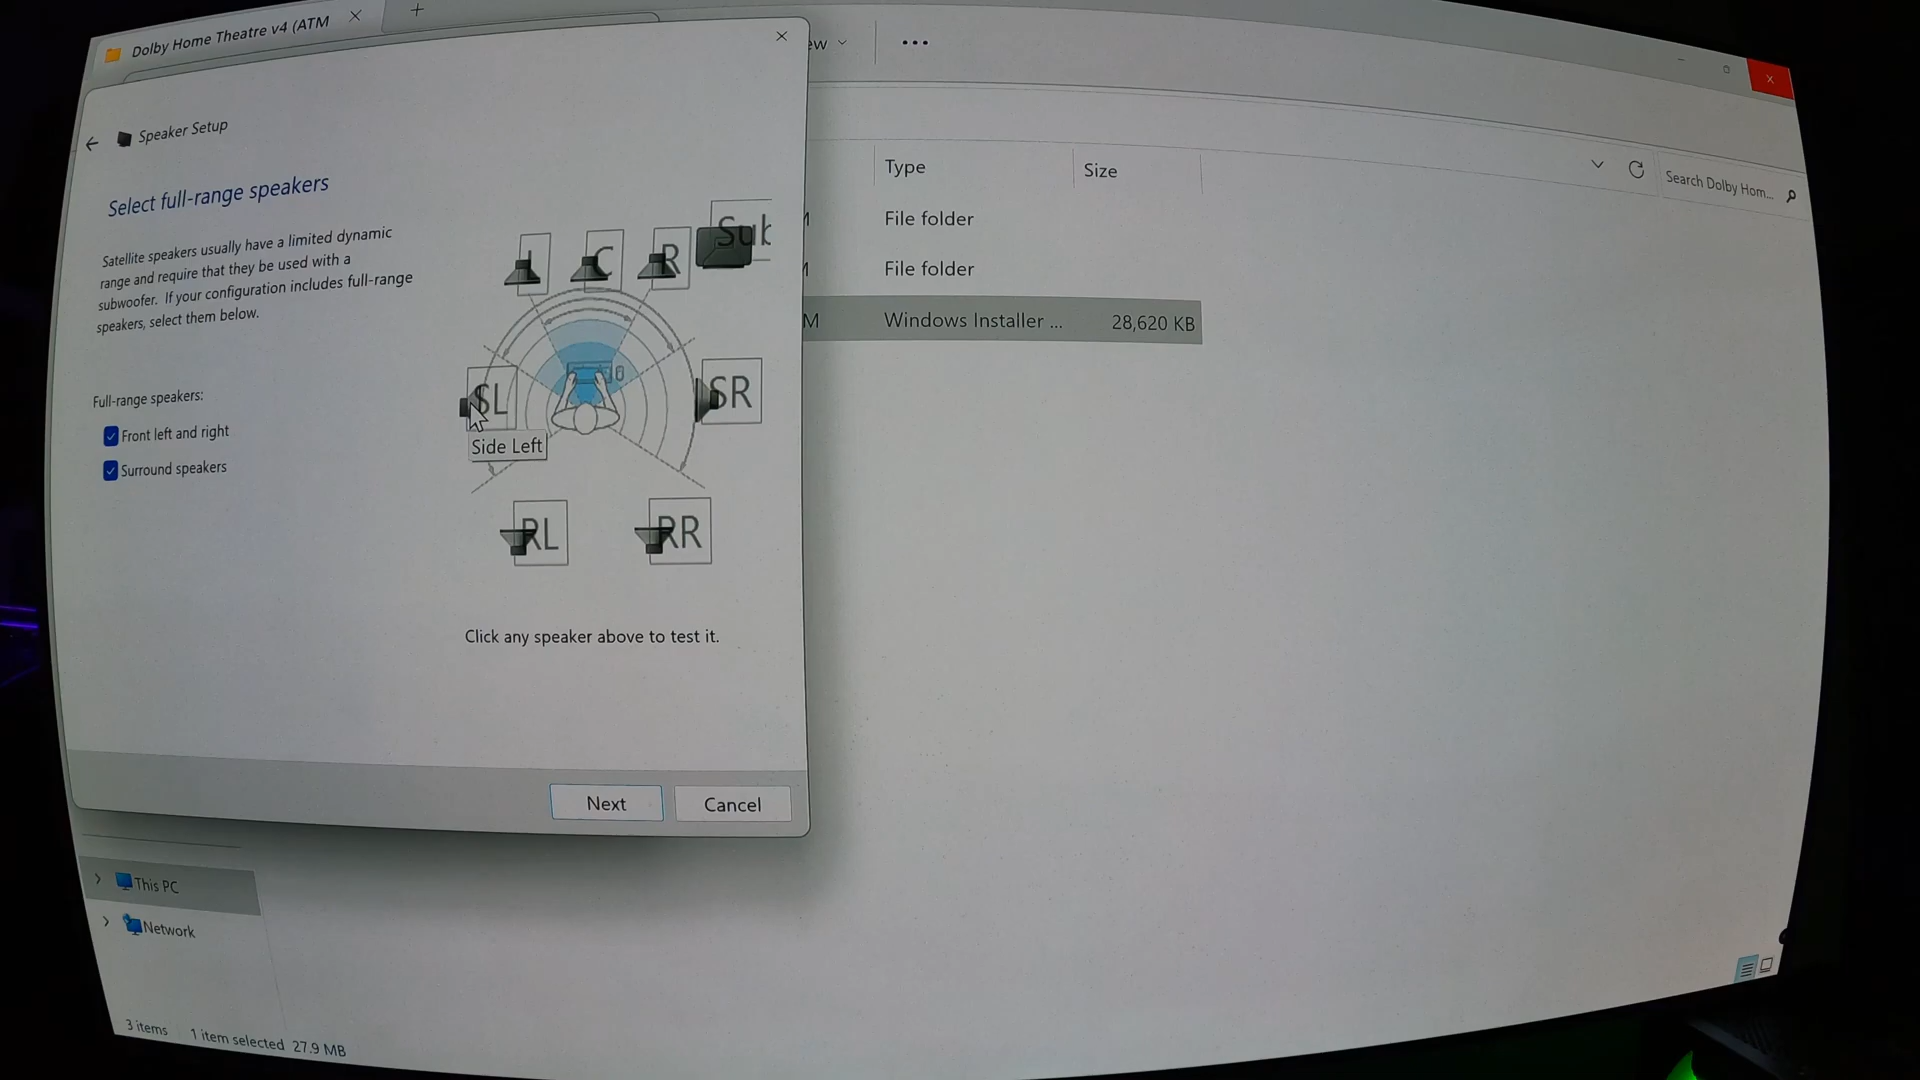 Dolby Home Theatre v4 (ATM
Speaker Setup
Select full-range speakers
Satellite speakers usually have a limited dynamic
range and require that they be used with a
subwoofer. If your configuration includes full-range
speakers, select them below.
Full-range speakers:
Front left and right
Surround speakers
L
C
R
Sub
SL
SR
Side Left
RL
RR
Click any speaker above to test it.
Next
Cancel
ew
Type
Size
Search Dolby Hom...
File folder
File folder
M
Windows Installer ...
28,620 KB
This PC
Network
3 items
1 item selected
27.9 MB